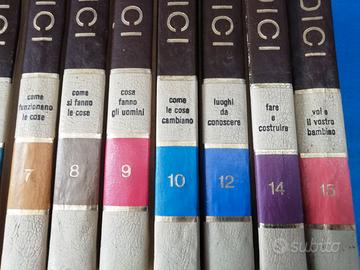 DICI
DICI
DICI
DICI
DICI
DICI
DICI
come
funzionano
le cose
7
come
si fanno
le cose
8
cosa
fanno
gli uomini
9
come
le cose
cambiano
10
luoghi
da
conoscere
12
fare e
costruire
14
voi e
il vostro
bambino
15
subito